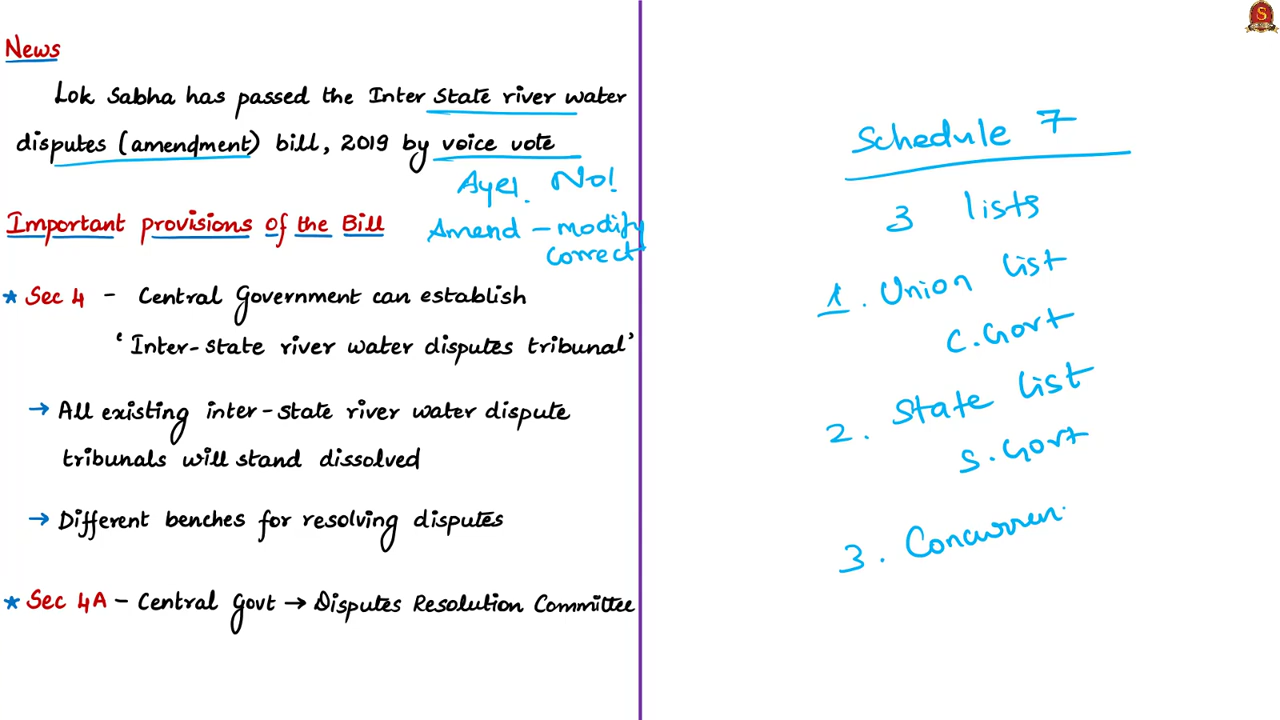 News
Lok Sabha has passed the Inter State river water
disputes (amendment) bill, 2019 by voice vote
Aye! No!
Important provisions of the Bill
Amend - modify
correct
* Sec 4 - Central Government can establish
'Inter-state river water disputes tribunal'
→ All existing inter-state river water dispute
tribunals will stand dissolved
→ Different benches for resolving disputes
* Sec 4A - Central Govt → Disputes Resolution Committee
S
Schedule 7
3 lists
1. Union list
C. Govt
2. State list
S. Govt
3. Concurren